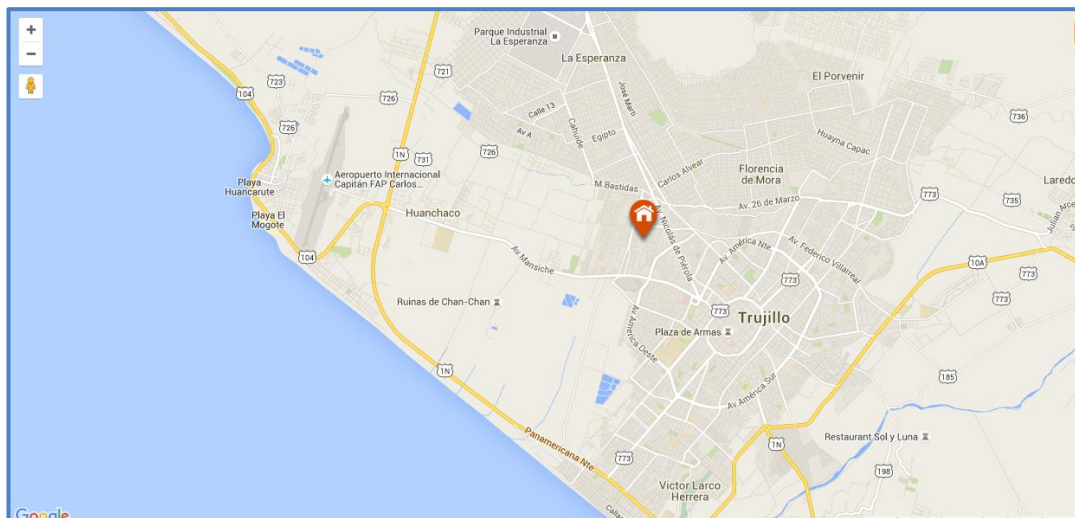 +
−
Parque Industrial
La Esperanza
La Esperanza
El Porvenir
721
723
104
726
726
José Martí
Calle 13
Cahuide
Egipto
Av A
Huayna Capac
736
1N
731
726
Carlos Alvear
Florencia
de Mora
Aeropuerto Internacional
Capitán FAP Carlos...
Playa
Huancarute
M Bastidas
773
Laredo
735
Av. 26 de Marzo
Huanchaco
Playa El
Mogote
Av. Nicolás de Piérola
Julian Arce
Av. América Nte.
Av. Federico Villarreal
104
Av Mansiche
10A
773
773
773
Ruinas de Chan-Chan
773
Trujillo
Plaza de Armas
Av América Oeste
1N
185
Av. América Sur
Panamericana Nte.
Restaurant Sol y Luna
1N
773
198
Victor Larco
Herrera
Google